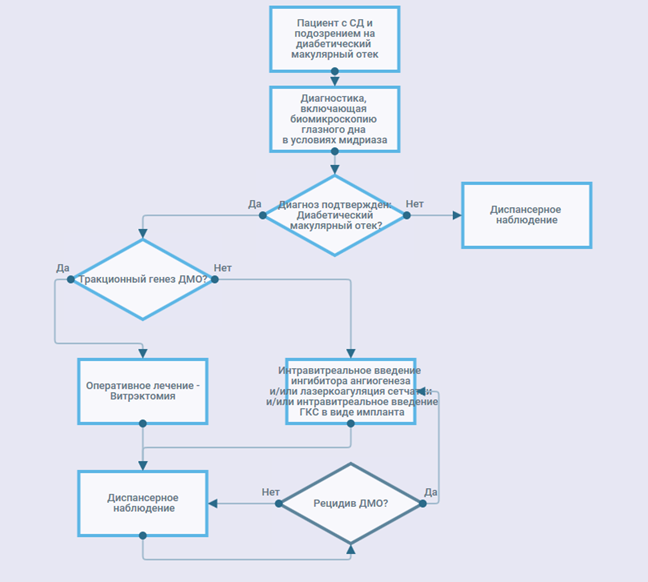 Пациент с СД и
подозрением на
диабетический
макулярный отек
Диагностика,
включающая
биомикроскопию
глазного дна
в условиях мидриаза
Да
Диагноз подтвержден:
Диабетический
макулярный отек?
Нет
Диспансерное
наблюдение
Да
Тракционный генез ДМО?
Нет
Оперативное лечение -
Витрэктомия
Интравитреальное введение
ингибитора ангиогенеза
и/или лазеркоагуляция сетчатки
и/или интравитреальное введение
ГКС в виде импланта
Диспансерное
наблюдение
Нет
Рецидив ДМО?
Да